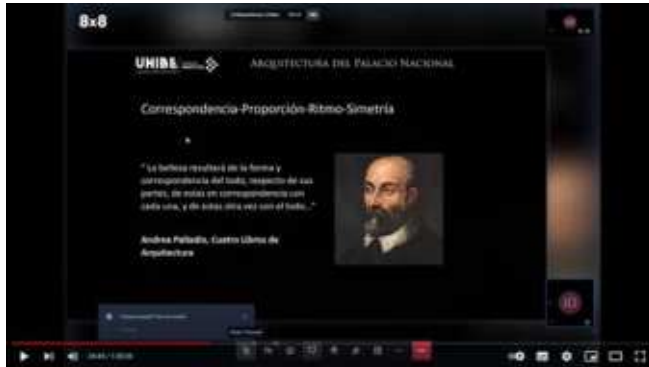 8x8
UNIBE
ARQUITECTURA DEL PALACIO NACIONAL
Correspondencia-Proporción-Ritmo-Simetría
" La belleza resultará de la forma y
correspondencia del todo, respecto de sus
partes, de estas en correspondencia con
cada una, y de estas otra vez con el todo..."
Andrea Palladio, Cuatro Libros de
Arquitectura